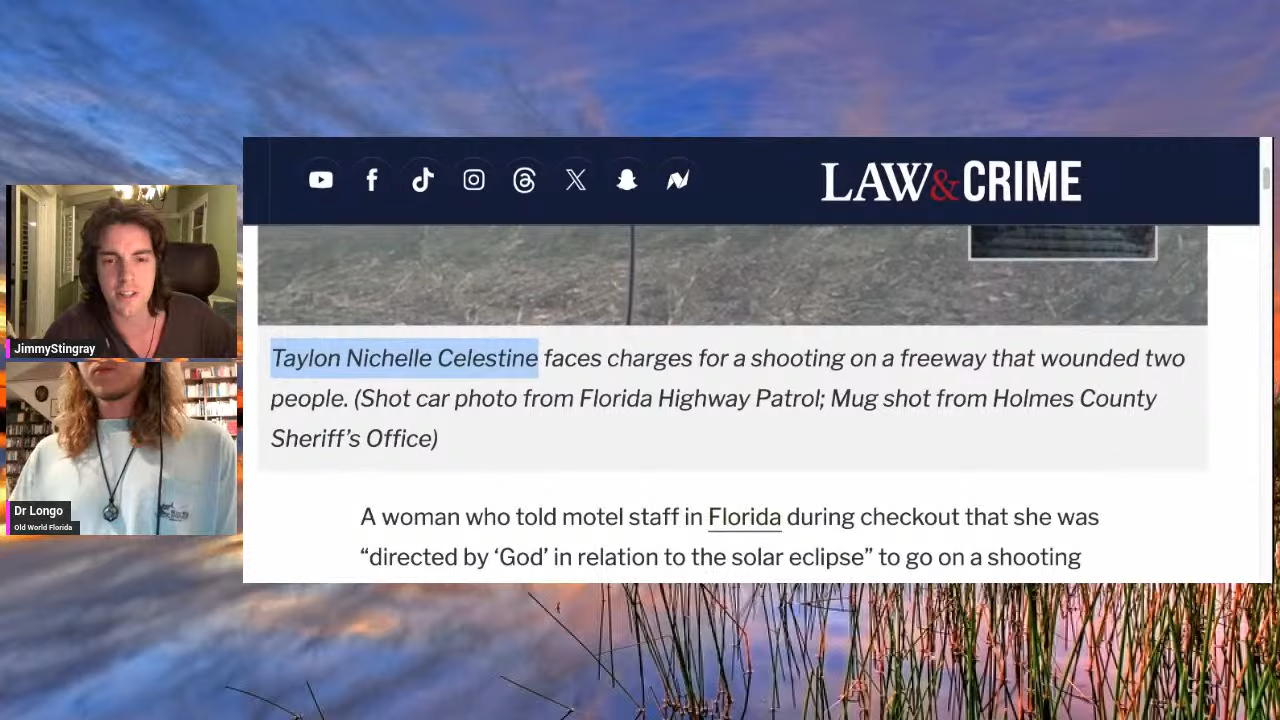 LAW&CRIME
JimmyStingray
Dr Longo
Old World Florida
Taylon Nichelle Celestine faces charges for a shooting on a freeway that wounded two
people. (Shot car photo from Florida Highway Patrol; Mug shot from Holmes County
Sheriff’s Office)
A woman who told motel staff in Florida during checkout that she was
“directed by ‘God’ in relation to the solar eclipse” to go on a shooting